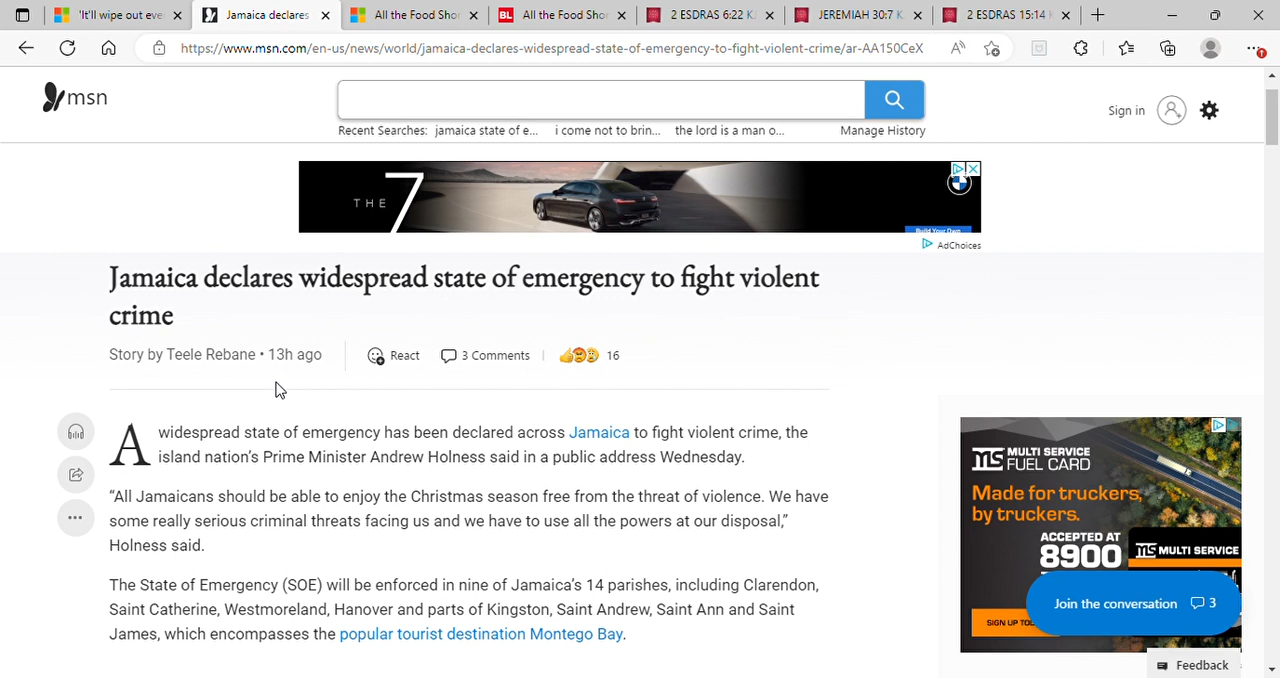 'It'll wipe out eve
Jamaica declares
All the Food Shor
All the Food Shor
2 ESDRAS 6:22 K
JEREMIAH 30:7 K
2 ESDRAS 15:14 K
https://www.msn.com/en-us/news/world/jamaica-declares-widespread-state-of-emergency-to-fight-violent-crime/ar-AA150CeX
msn
Sign in
Recent Searches: jamaica state of e... i come not to brin... the lord is a man o... Manage History
THE 7
Build Your Own
AdChoices
Jamaica declares widespread state of emergency to fight violent
crime
Story by Teele Rebane • 13h ago
React
3 Comments
16
A widespread state of emergency has been declared across Jamaica to fight violent crime, the
island nation's Prime Minister Andrew Holness said in a public address Wednesday.
“All Jamaicans should be able to enjoy the Christmas season free from the threat of violence. We have
some really serious criminal threats facing us and we have to use all the powers at our disposal,”
Holness said.
The State of Emergency (SOE) will be enforced in nine of Jamaica's 14 parishes, including Clarendon,
Saint Catherine, Westmoreland, Hanover and parts of Kingston, Saint Andrew, Saint Ann and Saint
James, which encompasses the popular tourist destination Montego Bay.
MS MULTI SERVICE
FUEL CARD
Made for truckers,
by truckers.
ACCEPTED AT
8900
MS MULTI SERVICE
Join the conversation 3
SIGN UP
Feedback